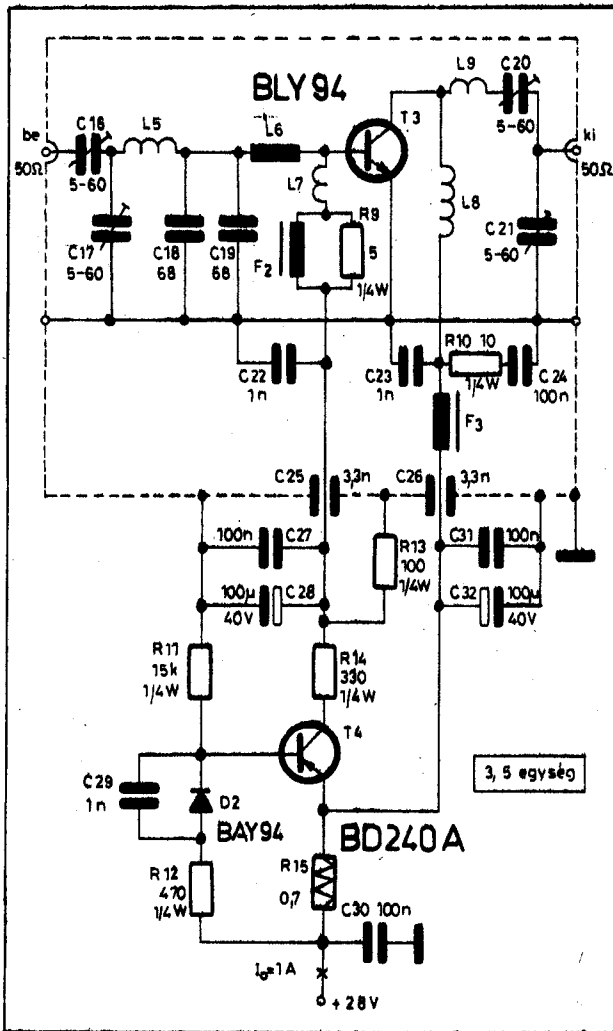 BLY94
L9
C20
C16
L5
L6
T3
be
ki
50Ω
5-60
5-60
50Ω
L7
L8
R9
C17
5-60
C18
68
C19
68
F2
5
1/4W
C21
5-60
C22
1n
C23
1n
R10 10
1/4W
C24
100n
F3
C25
3,3n
C26
3,3n
100n
C27
R13
100
1/4W
C31
100n
100µ
40V
C28
C32
100µ
40V
R11
15k
1/4W
R14
330
1/4W
T4
C29
1n
D2
BAY94
3, 5 egység
BD240A
R12
470
1/4W
R15
0,7
C30 100n
I₀=1A
+28V